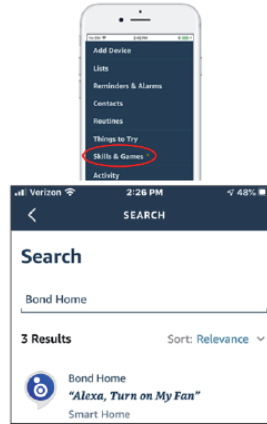 Add Device
Lists
Reminders & Alarms
Contacts
Routines
Things to Try
Skills & Games
Activity
Verizon 2:26 PM 48%
SEARCH
Search
Bond Home
3 Results Sort: Relevance
Bond Home
"Alexa, Turn on My Fan"
Smart Home